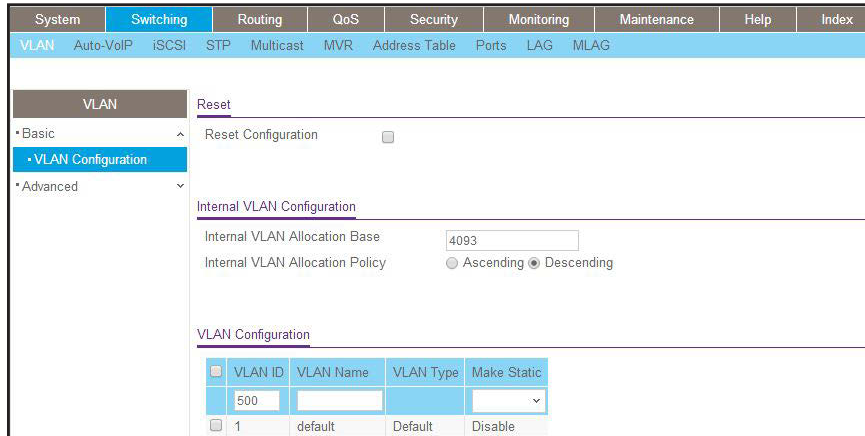 System Switching Routing QoS Security Monitoring Maintenance Help Index
VLAN Auto-VoIP iSCSI STP Multicast MVR Address Table Ports LAG MLAG
VLAN
Basic
VLAN Configuration
Advanced
Reset
Reset Configuration
Internal VLAN Configuration
Internal VLAN Allocation Base 4093
Internal VLAN Allocation Policy Ascending Descending
VLAN Configuration
VLAN ID VLAN Name VLAN Type Make Static
500
1 default Default Disable